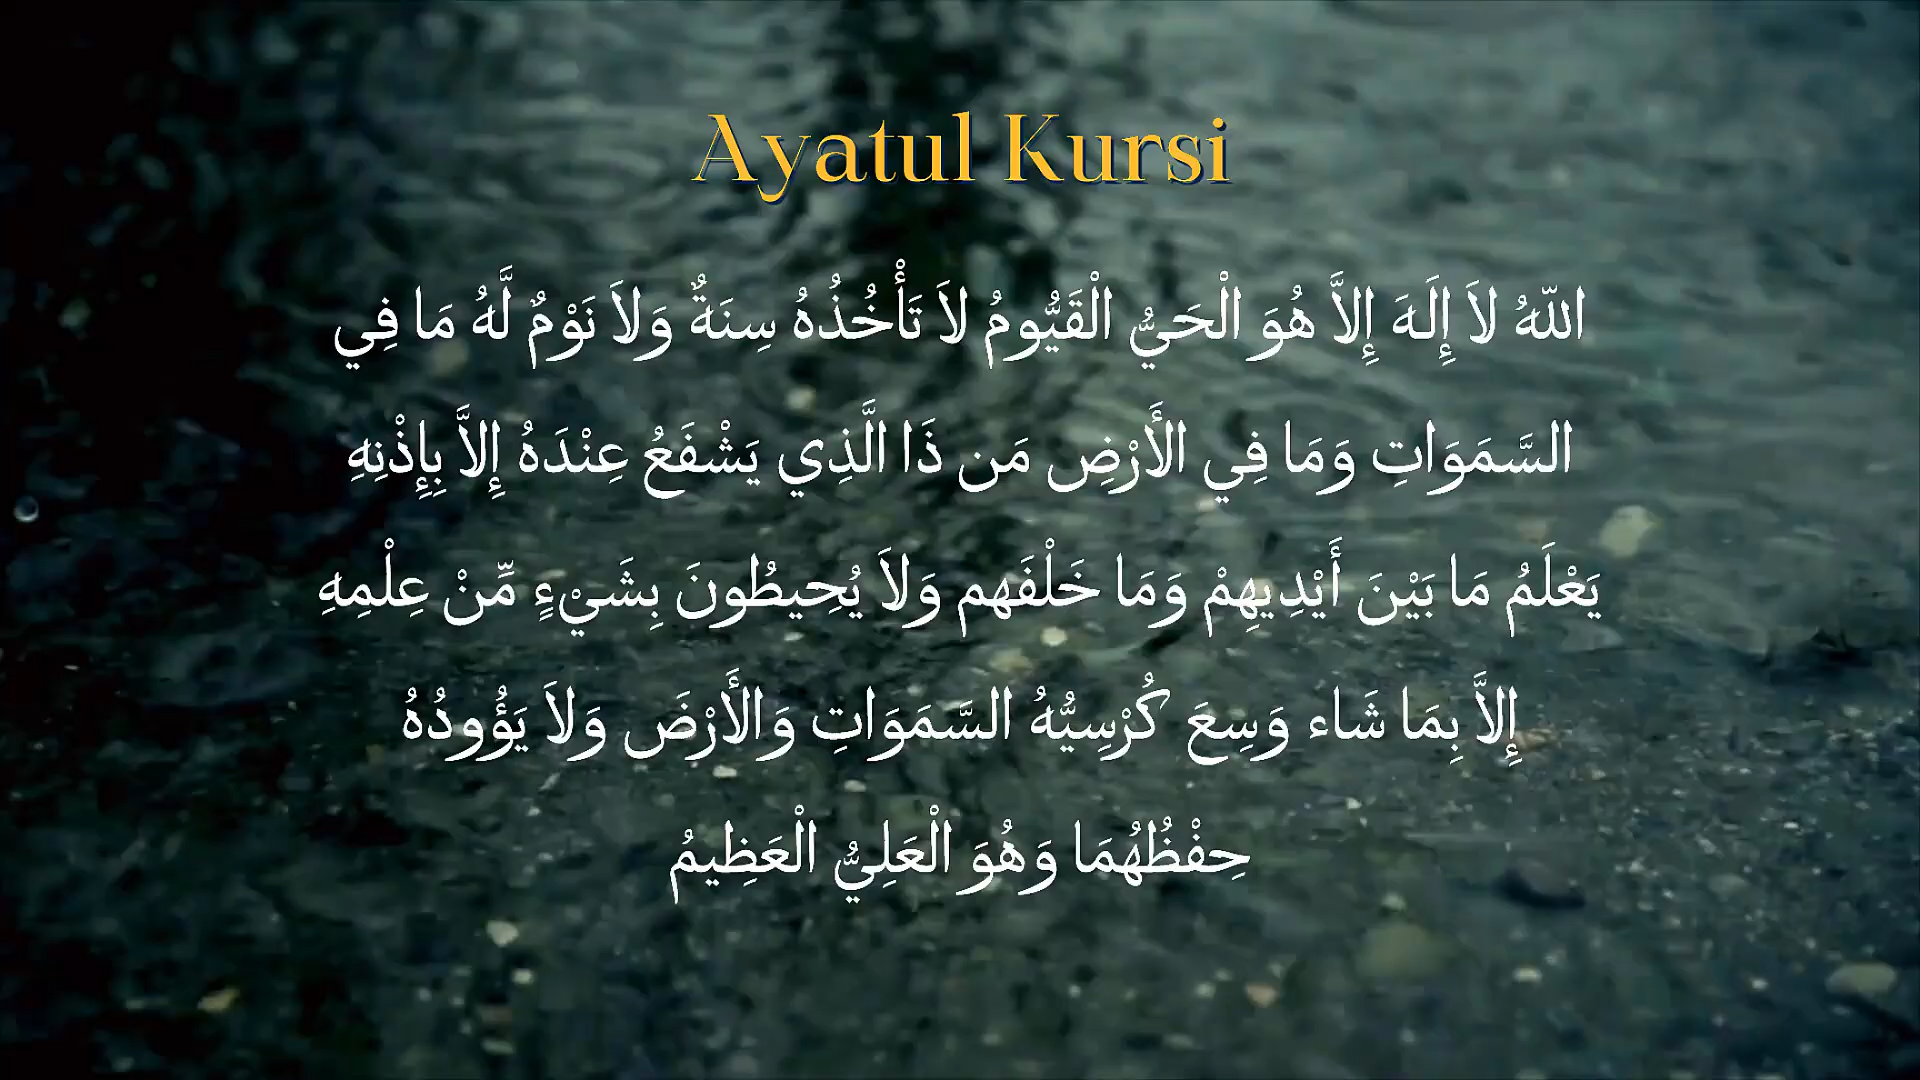 Ayatul Kursi
اللّهُ لاَ إِلَهَ إِلاَّ هُوَ الْحَيُّ الْقَيُّومُ لاَ تَأْخُذُهُ سِنَةٌ وَلاَ نَوْمٌ لَّهُ مَا فِي
السَّمَوَاتِ وَمَا فِي الأَرْضِ مَن ذَا الَّذِي يَشْفَعُ عِنْدَهُ إِلاَّ بِإِذْنِهِ
يَعْلَمُ مَا بَيْنَ أَيْدِيهِمْ وَمَا خَلْفَهم وَلاَ يُحِيطُونَ بِشَيْءٍ مِّنْ عِلْمِهِ
إِلاَّ بِمَا شَاء وَسِعَ كُرْسِيُّهُ السَّمَوَاتِ وَالأَرْضَ وَلاَ يَؤُودُهُ
حِفْظُهُمَا وَهُوَ الْعَلِيُّ الْعَظِيمُ